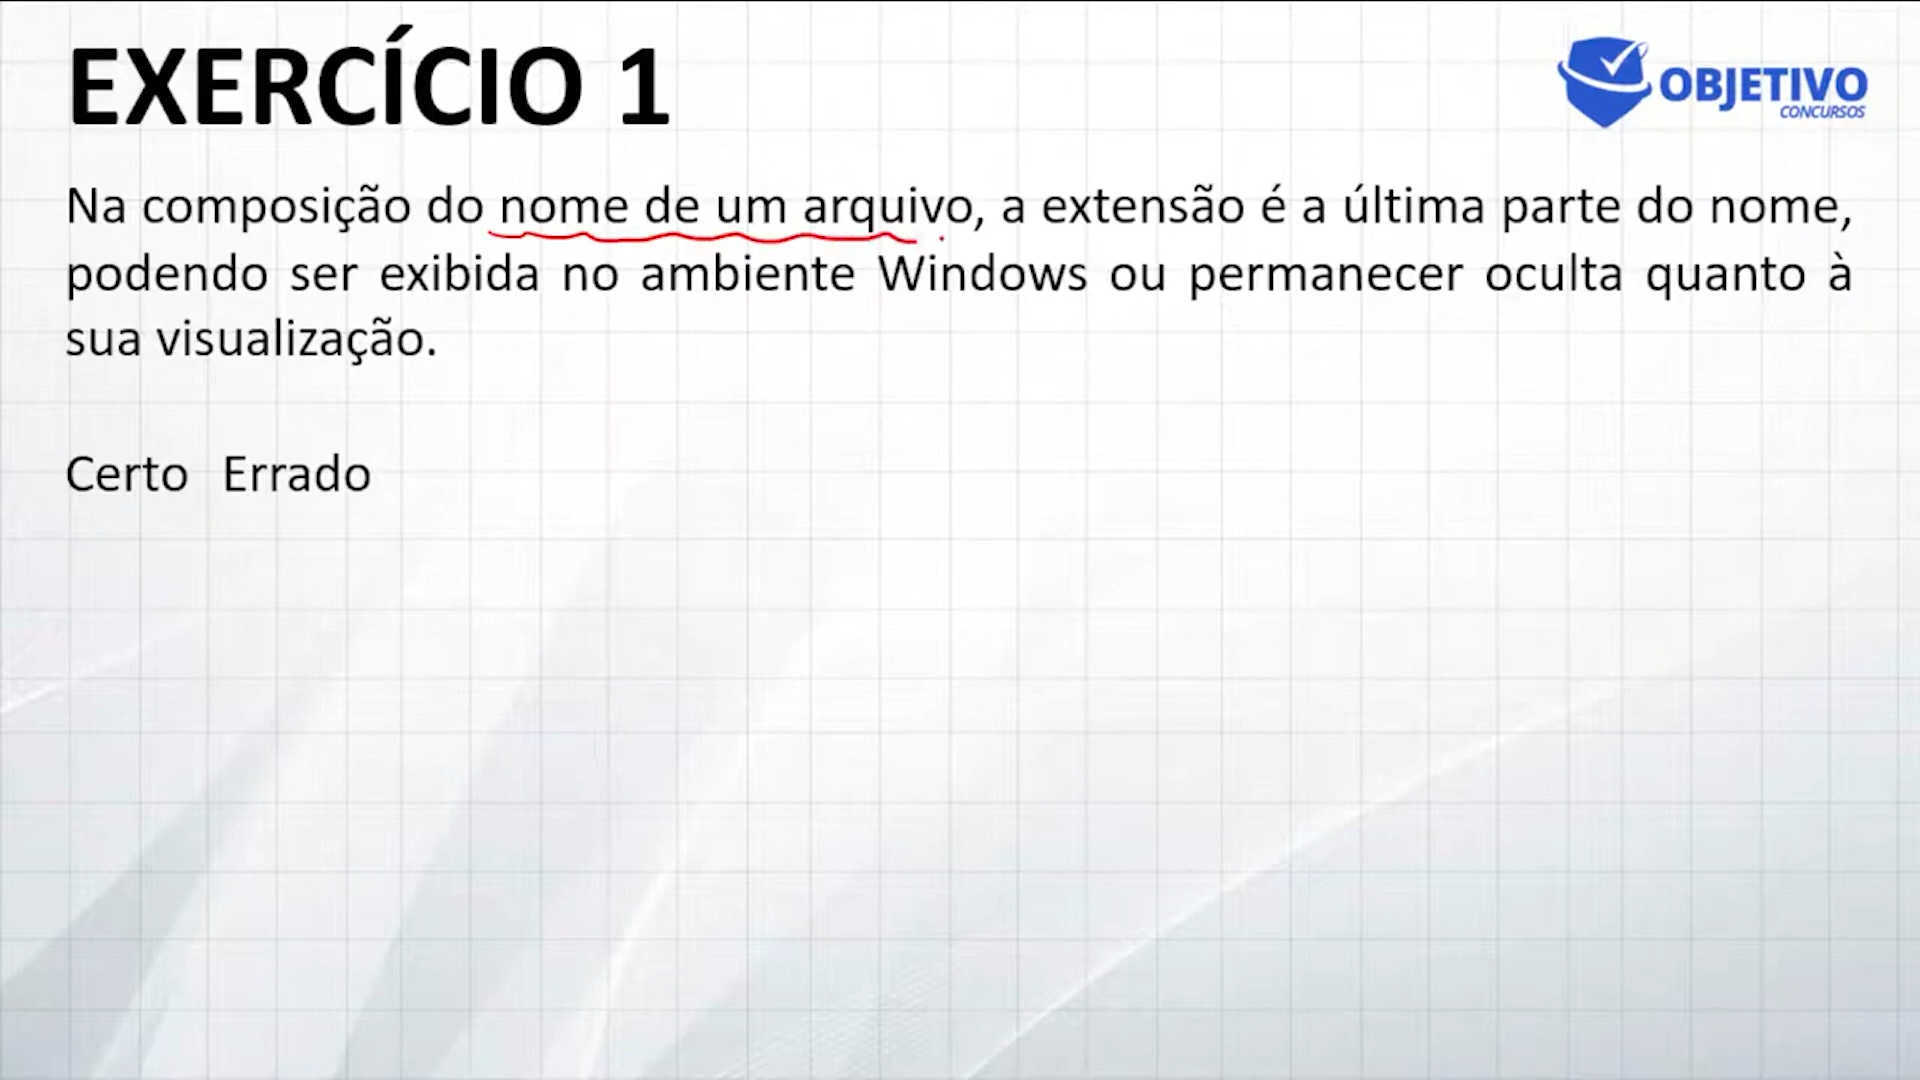 EXERCÍCIO 1
OBJETIVO
CONCURSOS
Na composição do nome de um arquivo, a extensão é a última parte do nome,
podendo ser exibida no ambiente Windows ou permanecer oculta quanto à
sua visualização.
Certo Errado